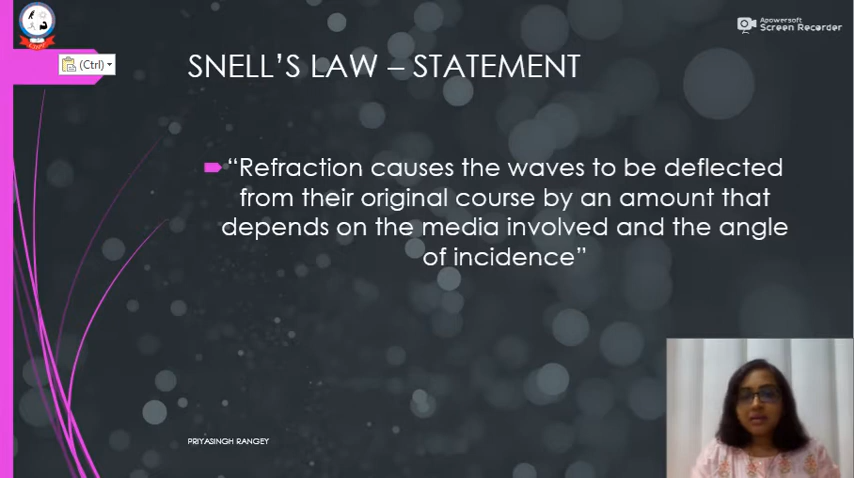 Apowersoft
Screen Recorder
(Ctrl)
SNELL'S LAW – STATEMENT
“Refraction causes the waves to be deflected
from their original course by an amount that
depends on the media involved and the angle
of incidence”
PRIYASINGH RANGEY